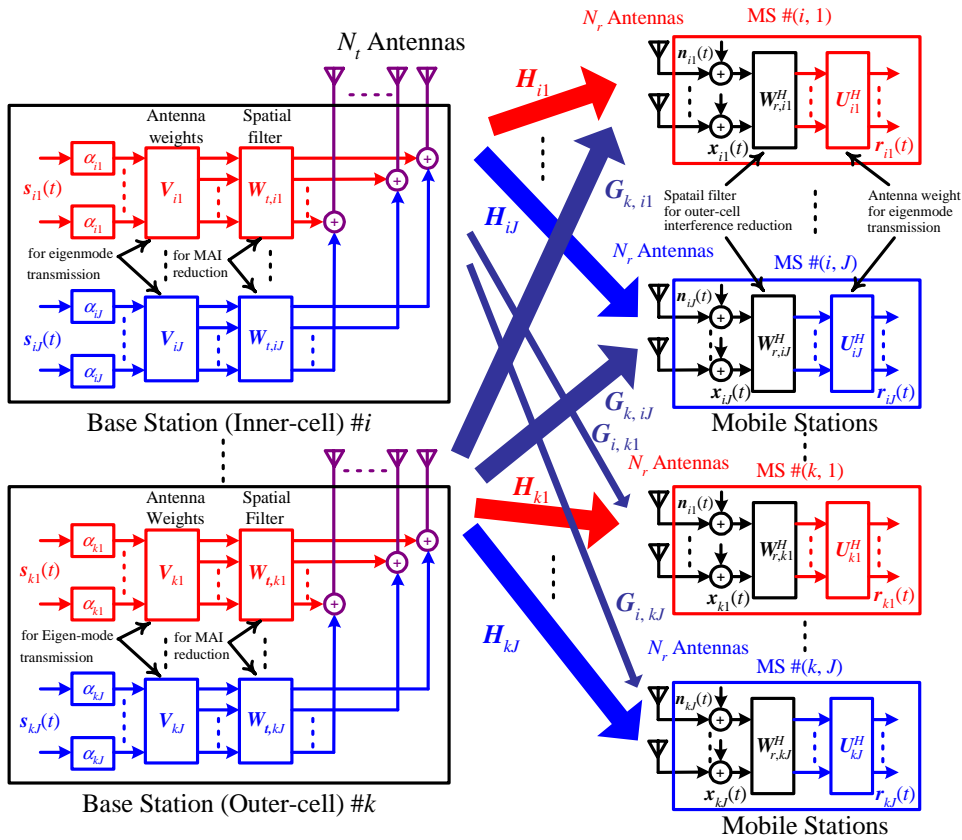 N_t Antennas
Antenna
weights
Spatial
filter
α_i1
s_i1(t)
α_i1
V_i1
W_t,i1
+
+
+
for eigenmode
transmission
for MAI
reduction
α_iJ
s_iJ(t)
α_iJ
V_iJ
W_t,iJ
Base Station (Inner-cell) #i
Antenna
Weights
Spatial
Filter
α_k1
s_k1(t)
α_k1
V_k1
W_t,k1
+
+
+
for Eigen-mode
transmission
for MAI
reduction
α_kJ
s_kJ(t)
α_kJ
V_kJ
W_t,kJ
Base Station (Outer-cell) #k
H_i1
H_iJ
G_k, i1
G_k, iJ
G_i, k1
H_k1
G_i, kJ
H_kJ
N_r Antennas
MS #(i, 1)
n_i1(t)
+
+
x_i1(t)
W^H_r,i1
U^H_i1
r_i1(t)
Spatail filter
for outer-cell
interference reduction
Antenna weight
for eigenmode
transmission
N_r Antennas
MS #(i, J)
n_iJ(t)
+
+
x_iJ(t)
W^H_r,iJ
U^H_iJ
r_iJ(t)
Mobile Stations
N_r Antennas
MS #(k, 1)
n_i1(t)
+
+
x_k1(t)
W^H_r,k1
U^H_k1
r_k1(t)
N_r Antennas
MS #(k, J)
n_kJ(t)
+
+
x_kJ(t)
W^H_r,kJ
U^H_kJ
r_kJ(t)
Mobile Stations